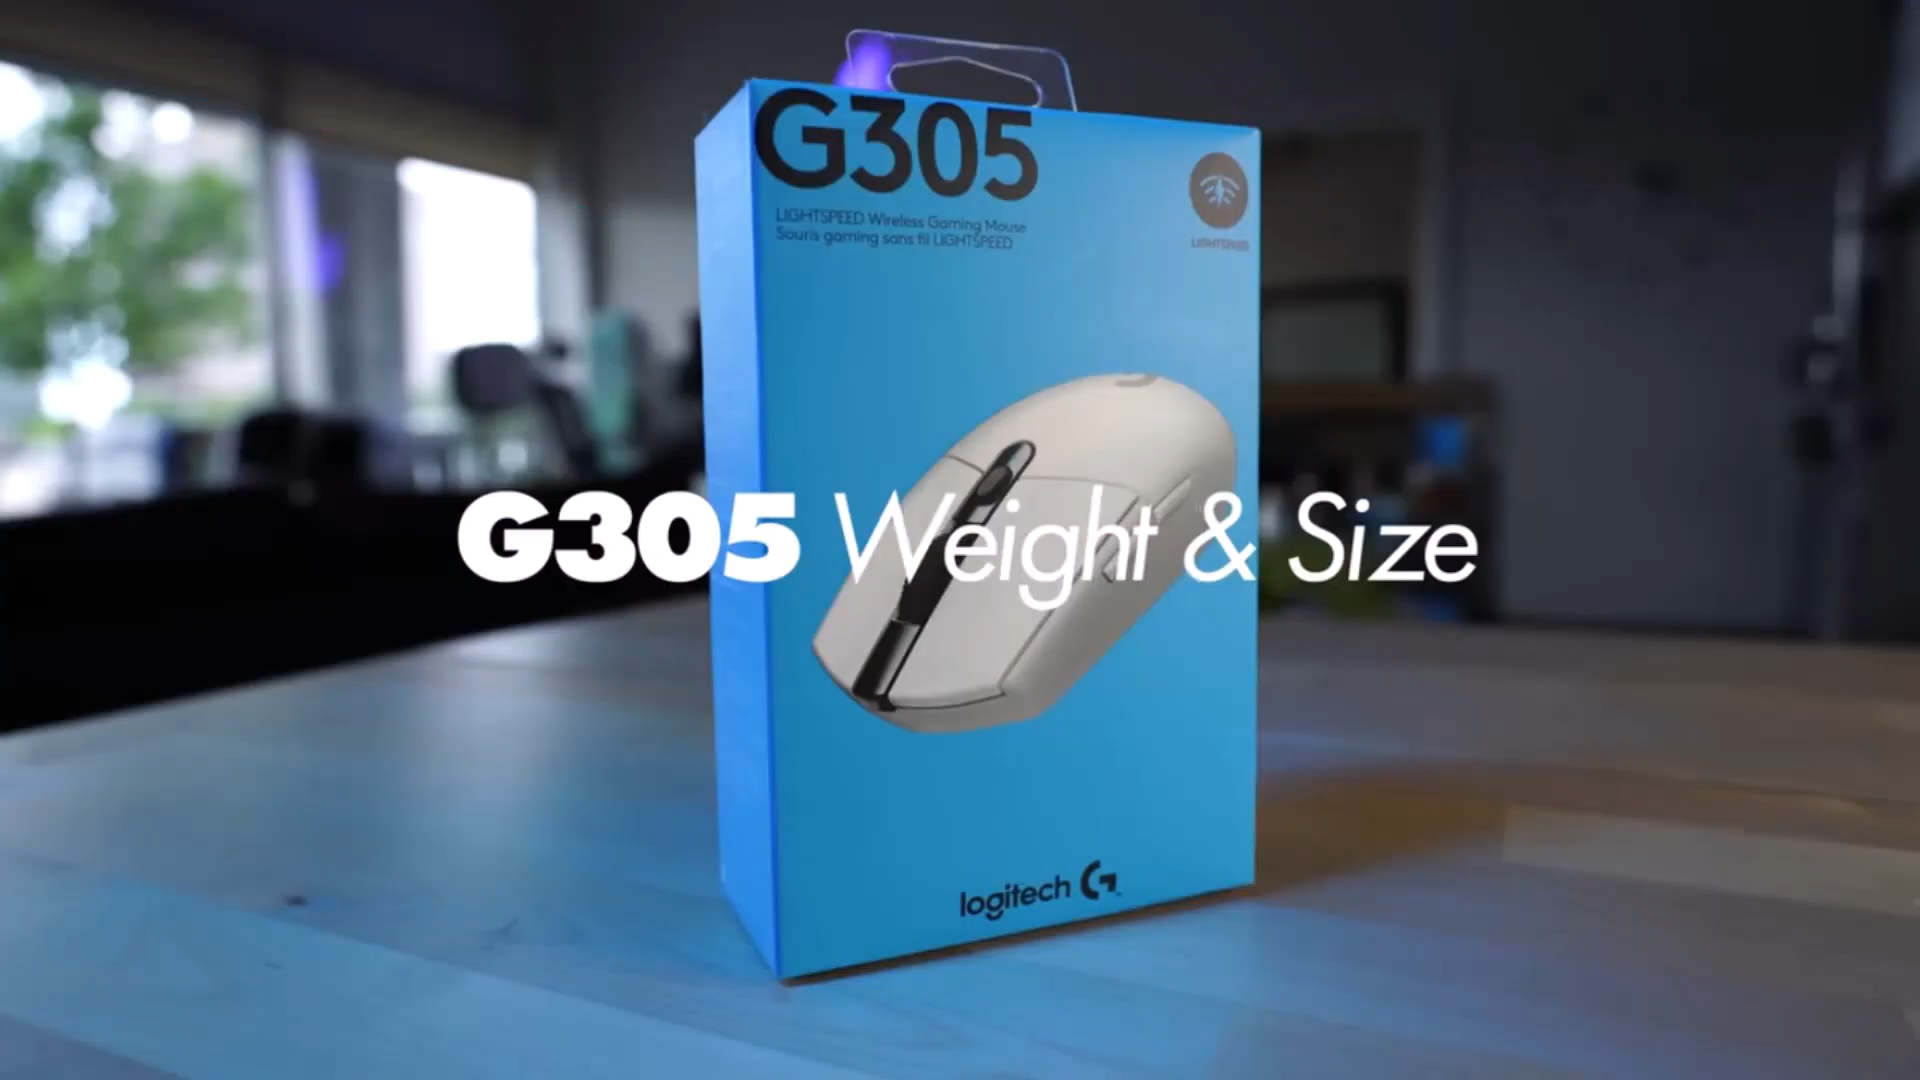 G305
LIGHTSPEED Wireless Gaming Mouse
Souris gaming sans fil LIGHTSPEED
LIGHTSPEED
G305 Weight & Size
logitech G